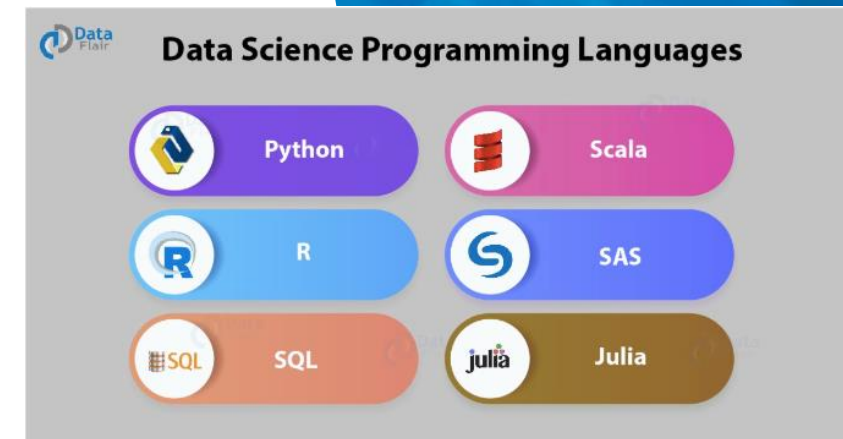 Data
Flair
Data Science Programming Languages
Python
Scala
R
R
SAS
SQL
SQL
julia
Julia